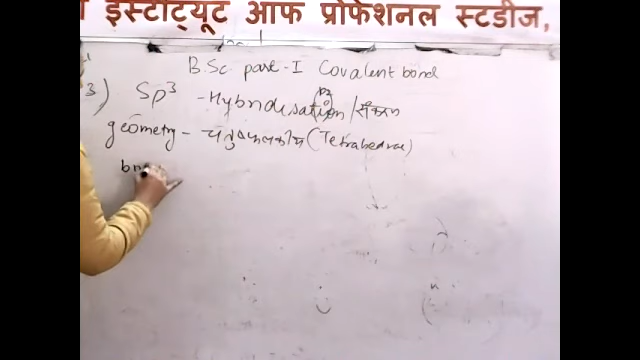 इंस्टीट्यूट आफ प्रोफेशनल स्टडीज,
B.Sc. part-I Covalent bond
3) Sp³ -Hybridisation/संकरण
geometry - चतुष्फलकीय (Tetrahedral)